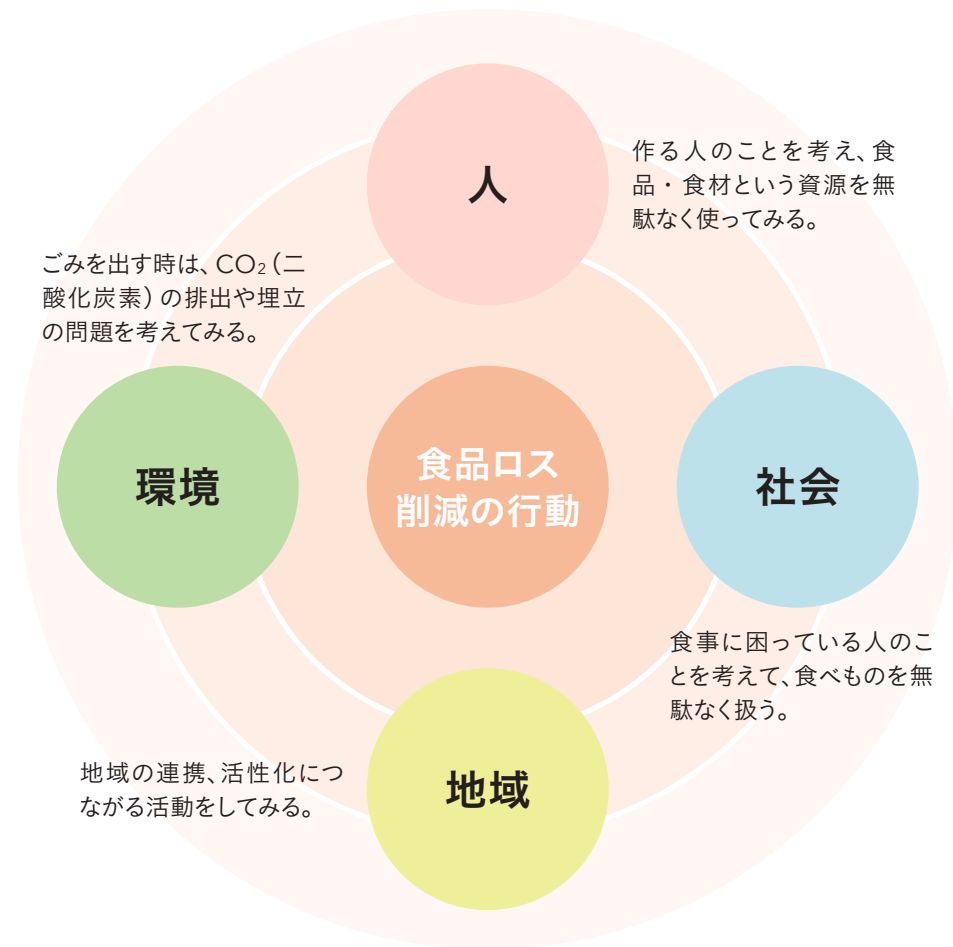 人
作る人のことを考え、食
品・食材という資源を無
駄なく使ってみる。
ごみを出す時は、CO₂（二
酸化炭素）の排出や埋立
の問題を考えてみる。
環境
食品ロス
削減の行動
社会
食事に困っている人のこ
とを考えて、食べものを無
駄なく扱う。
地域
地域の連携、活性化につ
ながる活動をしてみる。